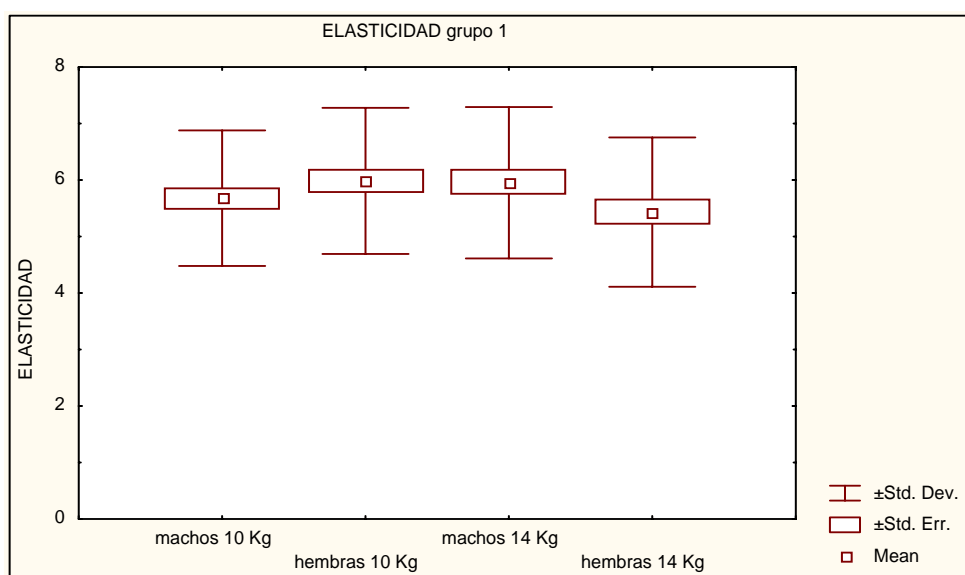 ELASTICIDAD grupo 1
ELASTICIDAD
8
6
4
2
0
machos 10 Kg
hembras 10 Kg
machos 14 Kg
hembras 14 Kg
±Std. Dev.
±Std. Err.
Mean